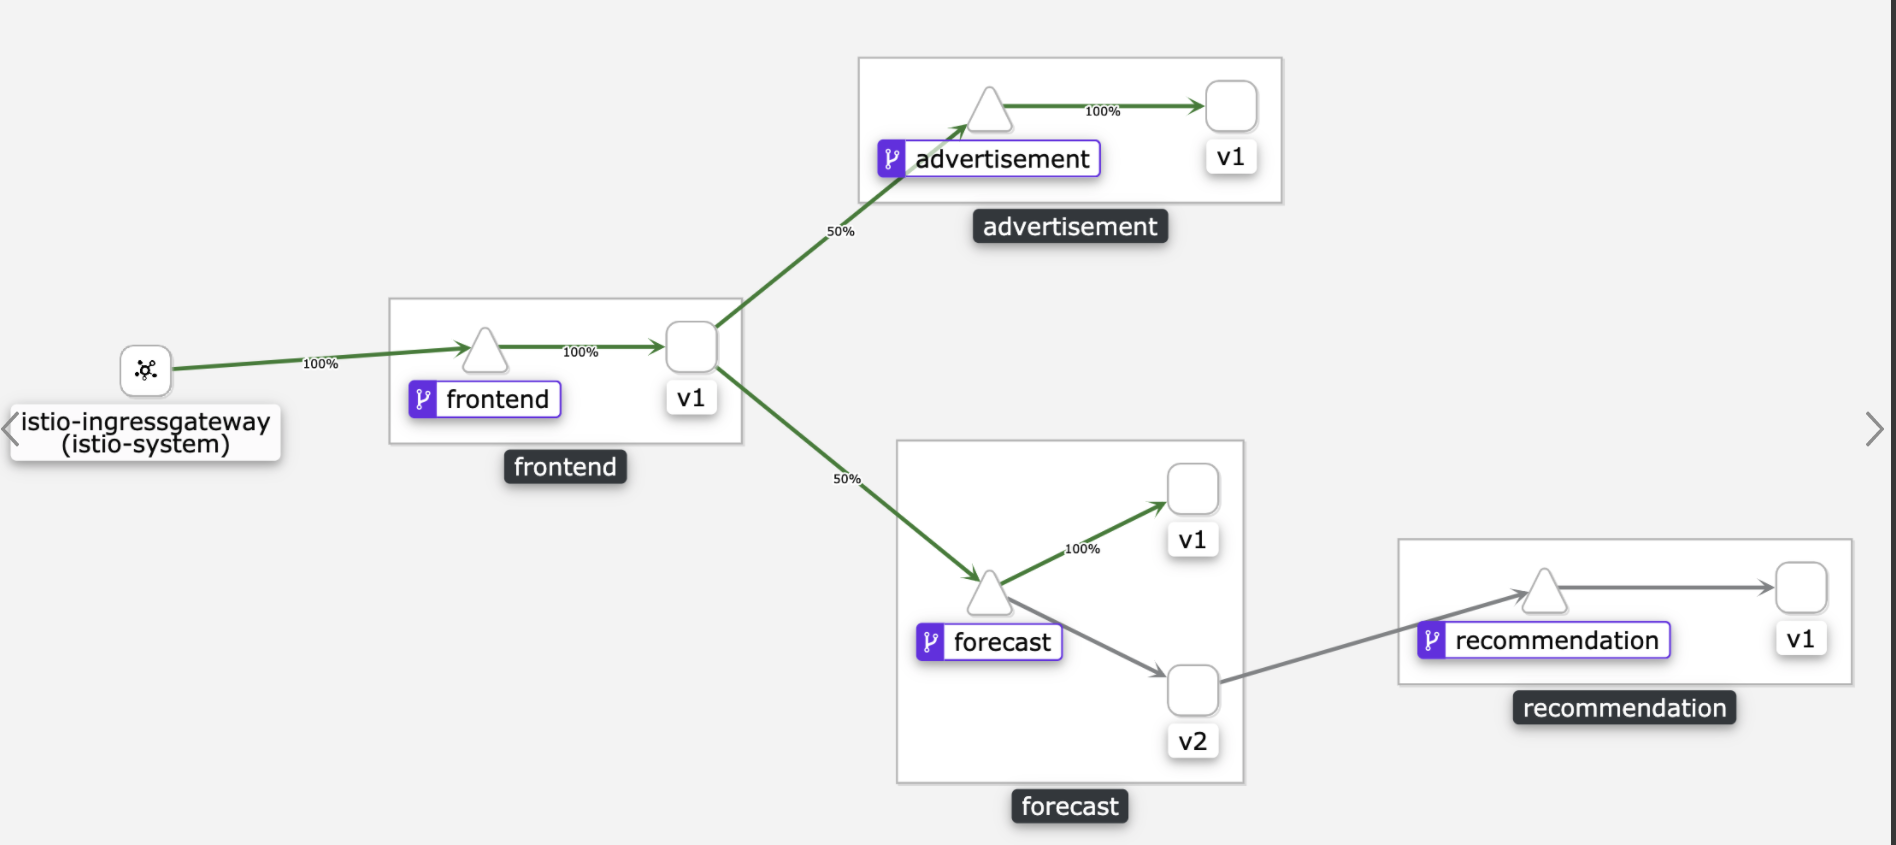 100%
v1
advertisement
advertisement
50%
100%
100%
istio-ingressgateway
(istio-system)
frontend
v1
frontend
50%
100%
v1
forecast
v2
forecast
recommendation
v1
recommendation